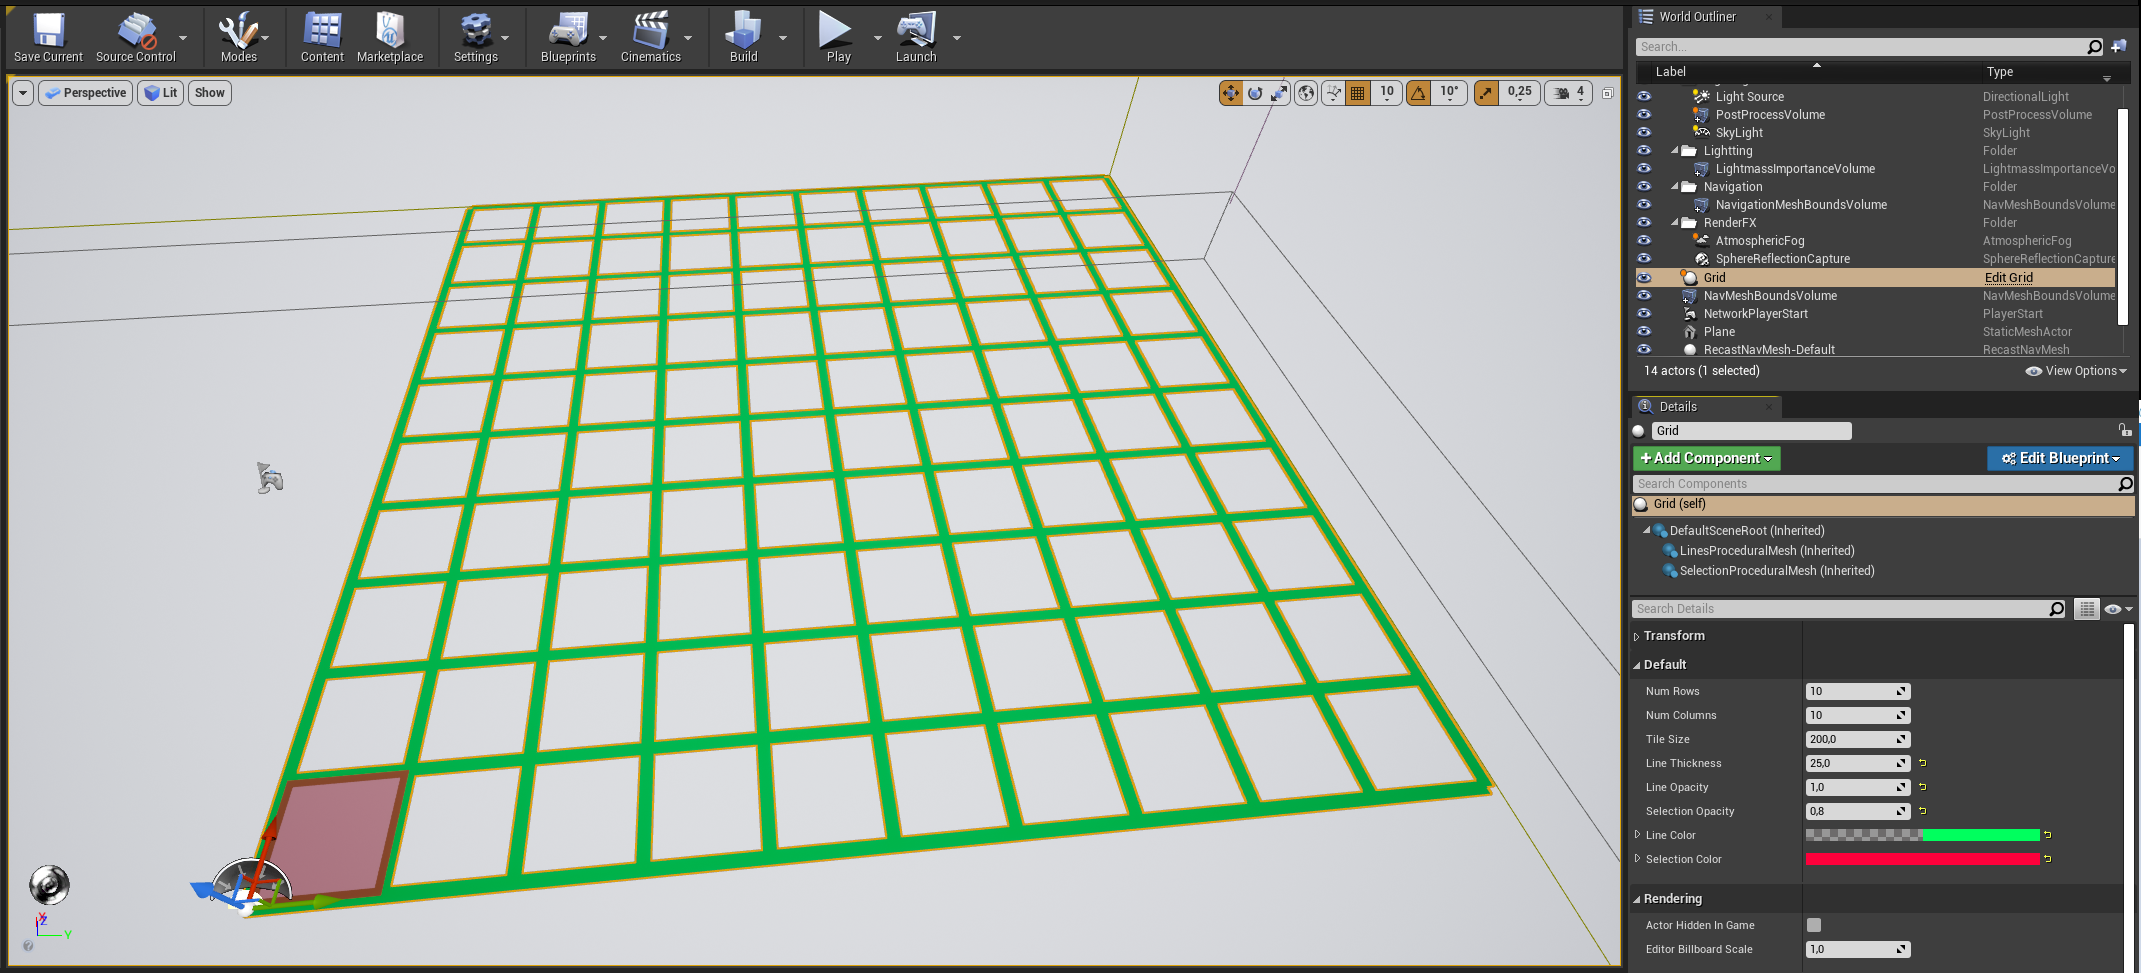 Save Current
Source Control
Modes
Content
Marketplace
Settings
Blueprints
Cinematics
Build
Play
Launch
Perspective
Lit
Show
10
10°
0,25
4
X
Z
Y
World Outliner
Search...
Label Type
Light Source DirectionalLight
PostProcessVolume PostProcessVolume
SkyLight SkyLight
Lightting Folder
LightmassImportanceVolume LightmassImportanceVo
Navigation Folder
NavigationMeshBoundsVolume NavMeshBoundsVolume
RenderFX Folder
AtmosphericFog AtmosphericFog
SphereReflectionCapture SphereReflectionCapture
Grid Edit Grid
NavMeshBoundsVolume NavMeshBoundsVolume
NetworkPlayerStart PlayerStart
Plane StaticMeshActor
RecastNavMesh-Default RecastNavMesh
14 actors (1 selected) View Options
Details
Grid
+Add Component Edit Blueprint
Search Components
Grid (self)
DefaultSceneRoot (Inherited)
LinesProceduralMesh (Inherited)
SelectionProceduralMesh (Inherited)
Search Details
Transform
Default
Num Rows 10
Num Columns 10
Tile Size 200,0
Line Thickness 25,0
Line Opacity 1,0
Selection Opacity 0,8
Line Color
Selection Color
Rendering
Actor Hidden In Game
Editor Billboard Scale 1,0